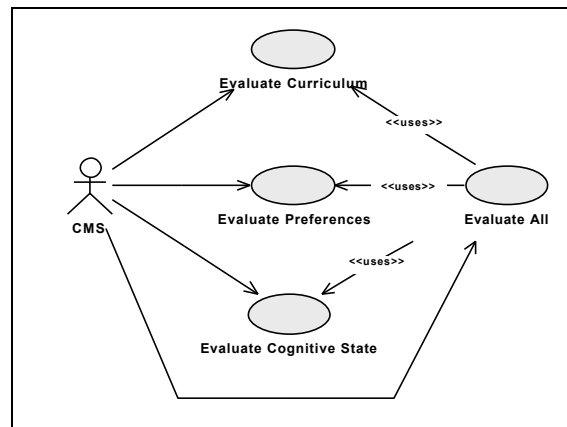 Evaluate Curriculum
<<uses>>
<<uses>>
Evaluate Preferences
Evaluate All
CMS
<<uses>>
Evaluate Cognitive State